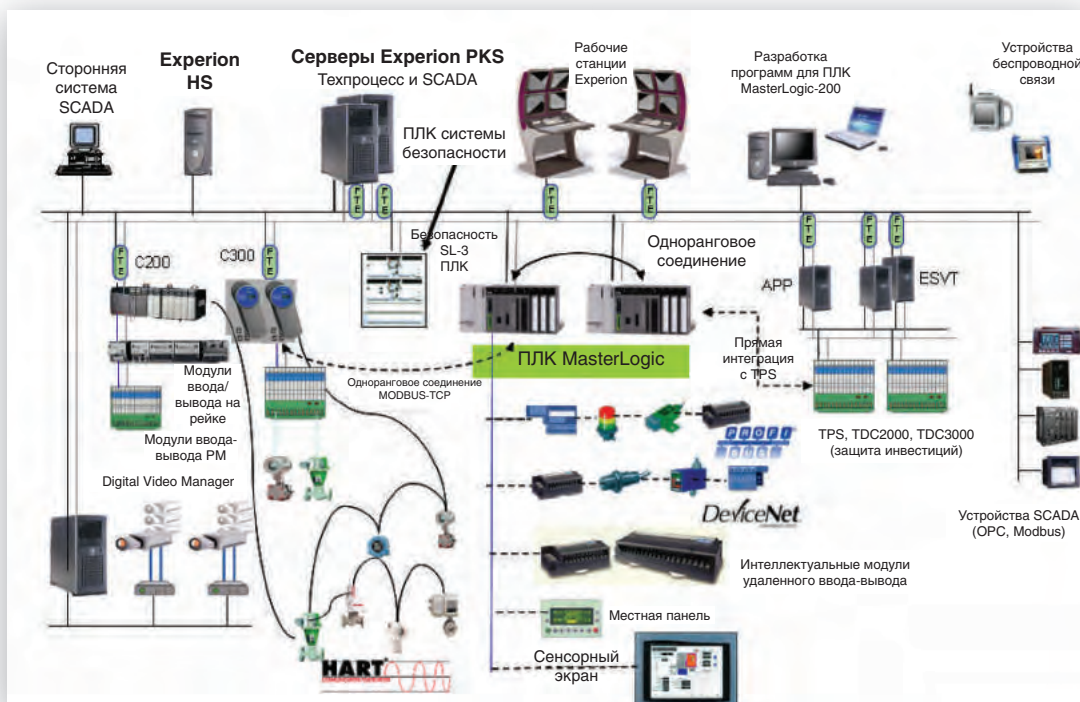 Сторонняя
система
SCADA
Experion
HS
Серверы Experion PKS
Техпроцесс и SCADA
ПЛК системы
безопасности
Рабочие
станции
Experion
Разработка
программ для ПЛК
MasterLogic-200
Устройства
беспроводной
связи
FTE
FTE
FTE
FTE
FTE
FTE
FTE
FTE
C200
C300
Безопасность
SL-3
ПЛК
Одноранговое
соединение
APP
ESVT
ПЛК MasterLogic
Прямая
интеграция
с TPS
Одноранговое соединение
MODBUS-TCP
Модули
ввода/
вывода на
рейке
Модули ввода-
вывода PM
Digital Video Manager
PROFI
BUS
TPS, TDC2000, TDC3000
(защита инвестиций)
DeviceNet
Устройства SCADA
(OPC, Modbus)
Интеллектуальные модули
удаленного ввода-вывода
Местная панель
Сенсорный
экран
HART